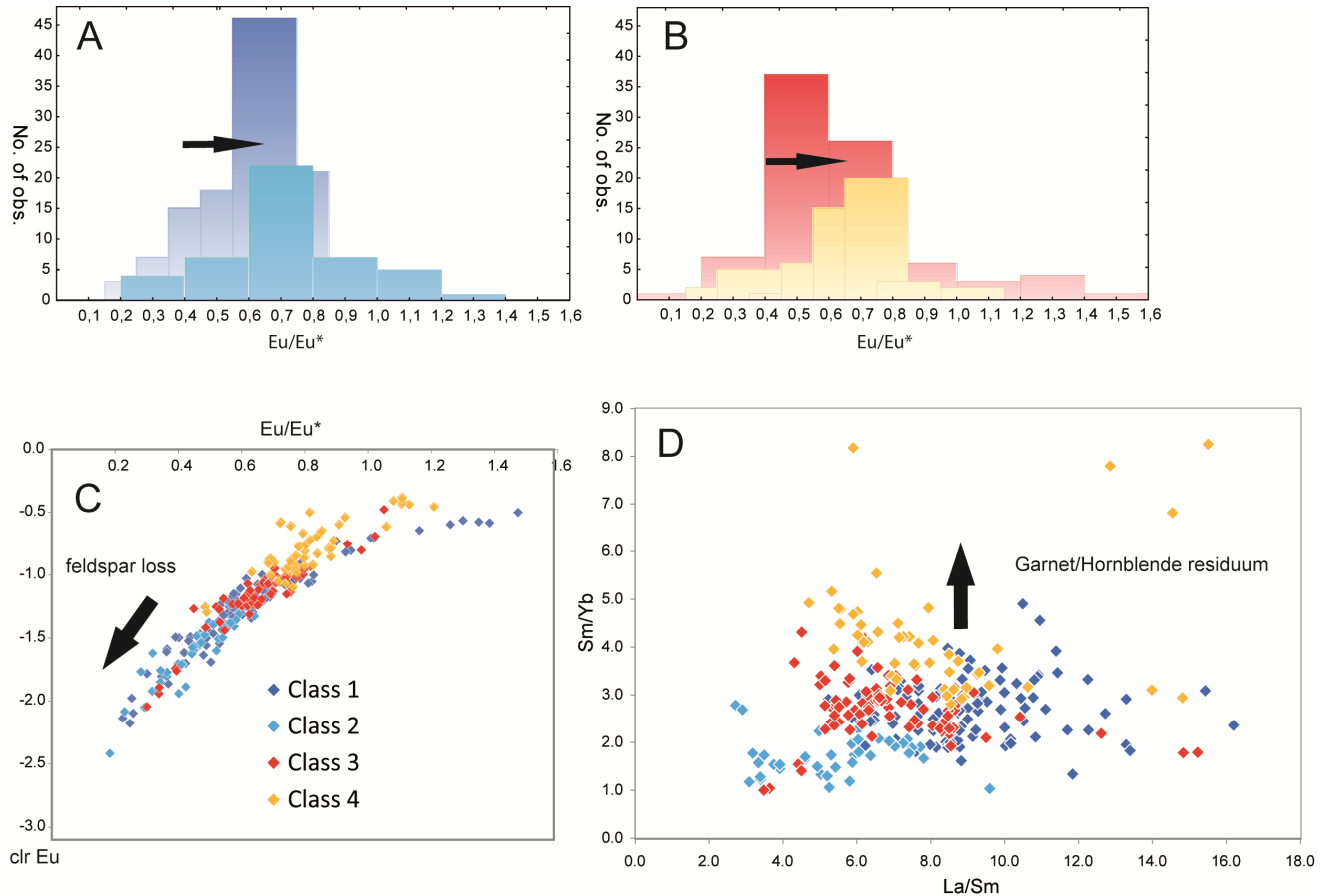 A
45
40
35
30
25
20
15
10
5
0
No. of obs.
0,1 0,2 0,3 0,4 0,5 0,6 0,7 0,8 0,9 1,0 1,1 1,2 1,3 1,4 1,5 1,6
Eu/Eu*
B
45
40
35
30
25
20
15
10
5
0
No. of obs.
0,1 0,2 0,3 0,4 0,5 0,6 0,7 0,8 0,9 1,0 1,1 1,2 1,3 1,4 1,5 1,6
Eu/Eu*
Eu/Eu*
0.2 0.4 0.6 0.8 1.0 1.2 1.4 1.6
0.0
-0.5
-1.0
-1.5
-2.0
-2.5
-3.0
clr Eu
C
feldspar loss
Class 1
Class 2
Class 3
Class 4
D
9.0
8.0
7.0
6.0
5.0
4.0
3.0
2.0
1.0
0.0
Sm/Yb
Garnet/Hornblende residuum
0.0 2.0 4.0 6.0 8.0 10.0 12.0 14.0 16.0 18.0
La/Sm